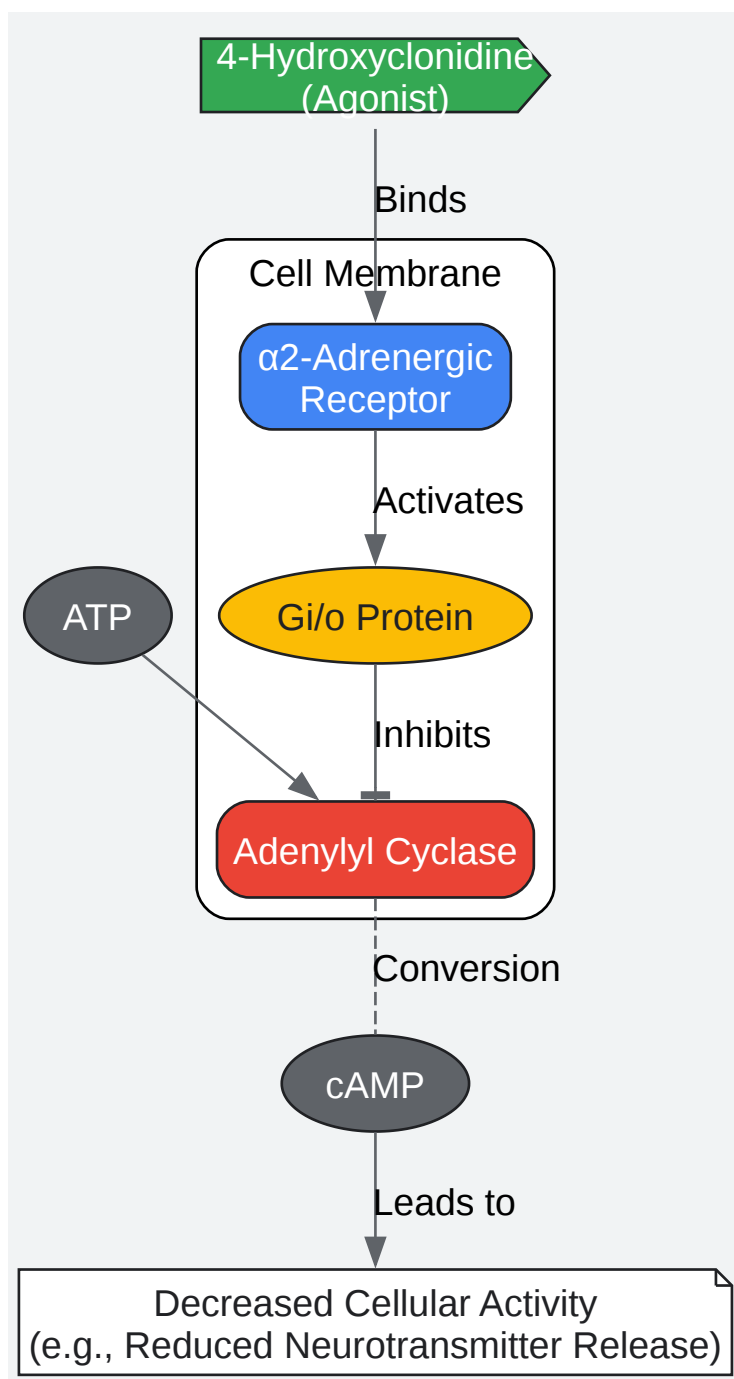 4-Hydroxyclonidine
(Agonist)
Binds
Cell Membrane
α2-Adrenergic
Receptor
Activates
ATP
Gi/o Protein
Inhibits
Adenylyl Cyclase
Conversion
cAMP
Leads to
Decreased Cellular Activity
(e.g., Reduced Neurotransmitter Release)